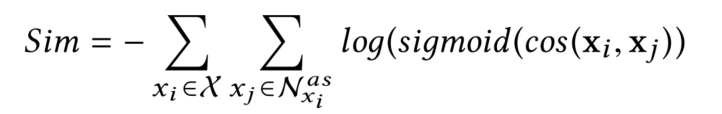 Sim = − ∑_{x_i ∈ 𝒳} ∑_{x_j ∈ 𝒩^{as}_{x_i}} log(sigmoid(cos(𝐱_i, 𝐱_j))